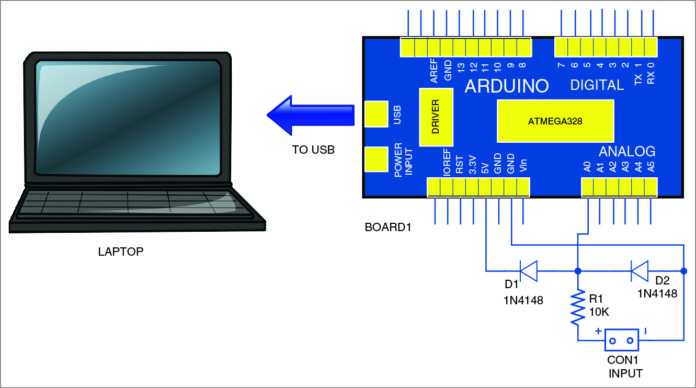 AREF
GND
13
12
11
10
9
8
7
6
5
4
3
2
TX 1
RX 0
ARDUINO
DIGITAL
USB
DRIVER
ATMEGA328
TO USB
POWER
INPUT
ANALOG
IOREF
RST
3.3V
5V
GND
GND
Vin
A0
A1
A2
A3
A4
A5
BOARD1
LAPTOP
D1
1N4148
D2
1N4148
R1
10K
+
-
CON1
INPUT